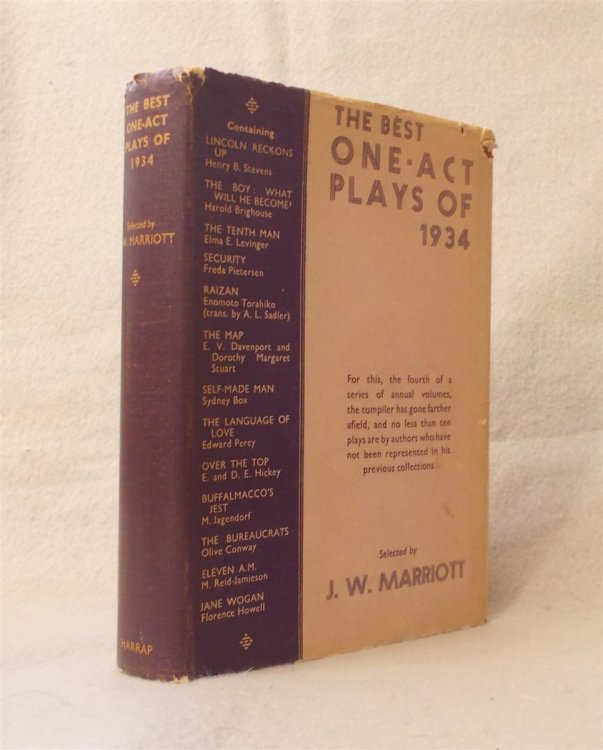 THE BEST
ONE-ACT
PLAYS OF
1934
Selected by
J. W. MARRIOTT
HARRAP
Containing
LINCOLN RECKONS
UP
Henry B. Stevens
THE BOY: WHAT
WILL HE BECOME?
Harold Brighouse
THE TENTH MAN
Elma E. Levinger
SECURITY
Freda Pietersen
RAIZAN
Enomoto Torahiko
(trans. by A. L. Sadler)
THE MAP
E. V. Davenport and
Dorothy Margaret
Stuart
SELF-MADE MAN
Sydney Box
THE LANGUAGE OF
LOVE
Edward Percy
OVER THE TOP
E. and D. E. Hickey
BUFFALMACCO'S
JEST
M. Jagendorf
THE BUREAUCRATS
Olive Conway
ELEVEN A.M.
M. Reid-Jamieson
JANE WOGAN
Florence Howell
THE BEST
ONE-ACT
PLAYS OF
1934
For this, the fourth of a
series of annual volumes,
the compiler has gone farther
afield, and no less than ten
plays are by authors who have
not been represented in his
previous collections.
Selected by
J. W. MARRIOTT